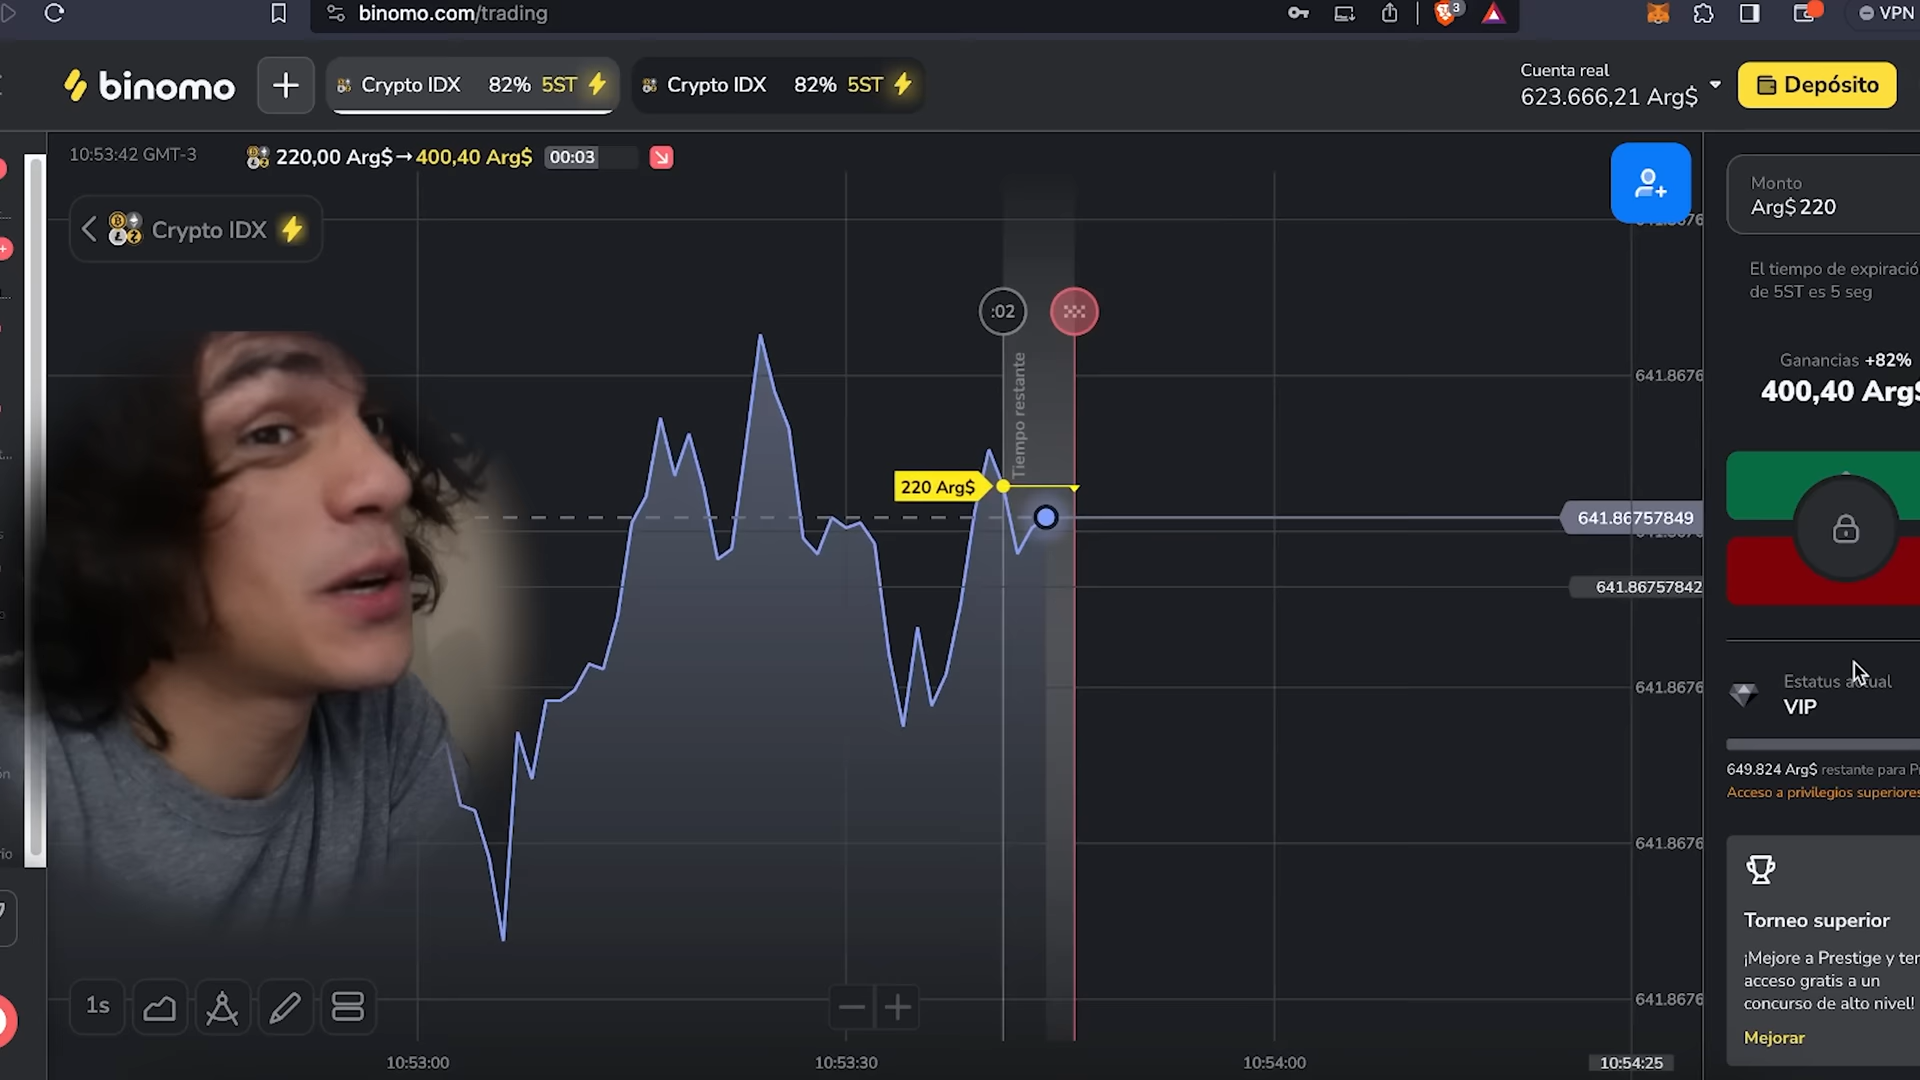 binomo.com/trading
3
VPN
binomo
Crypto IDX 82% 5ST
Crypto IDX 82% 5ST
Cuenta real
623.666,21 Arg$
Depósito
10:53:42 GMT-3
220,00 Arg$→400,40 Arg$ 00:03
Crypto IDX
Monto
Arg$ 220
El tiempo de expiració
de 5ST es 5 seg
:02
Tiempo restante
Ganancias +82%
400,40 Arg$
641.8676
220 Arg$
641.86757849
641.86757842
641.8676
Estatus actual
VIP
649.824 Arg$ restante para Pr
Acceso a privilegios superiores
641.8676
Torneo superior
¡Mejore a Prestige y ten
acceso gratis a un
concurso de alto nivel!
641.8676
Mejorar
1s
10:53:00
10:53:30
10:54:00
10:54:25